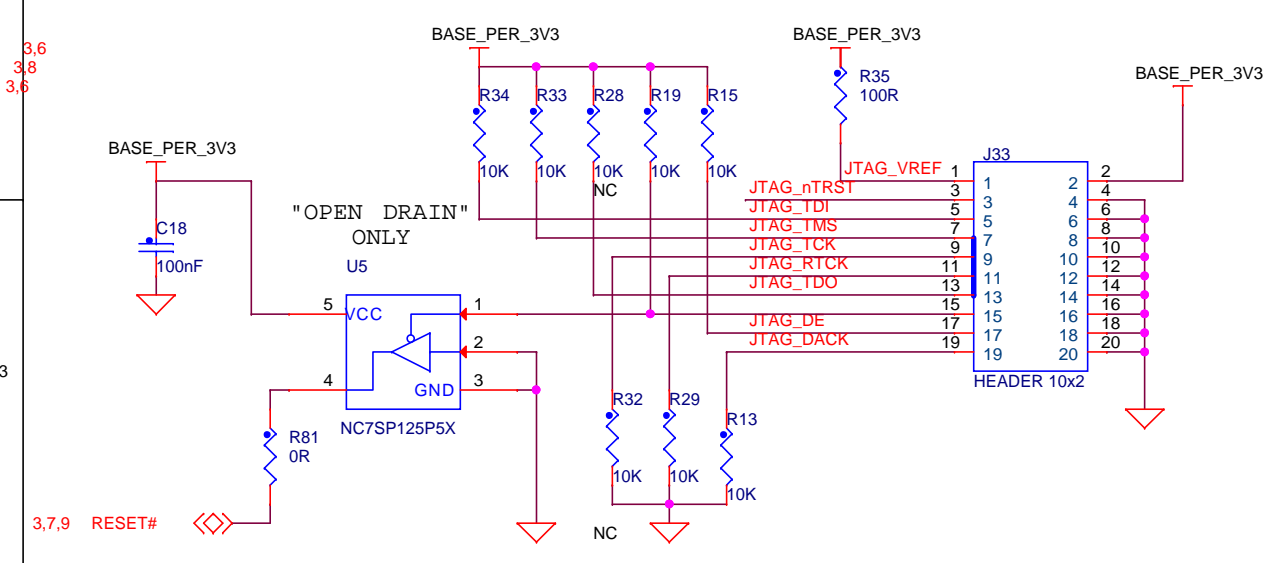 BASE_PER_3V3
BASE_PER_3V3
3,6
3,8
3,6
BASE_PER_3V3
R34
R33
R28
R19
R15
R35
100R
10K
10K
10K
10K
10K
NC
BASE_PER_3V3
C18
100nF
"OPEN DRAIN"
ONLY
U5
5 VCC
1
2
4
GND 3
NC7SP125P5X
R81
0R
3,7,9 RESET#
3
J33
JTAG_VREF 1 1 2 2
JTAG_nTRST 3 3 4 4
JTAG_TDI 5 5 6 6
JTAG_TMS 7 7 8 8
JTAG_TCK 9 9 10 10
JTAG_RTCK 11 11 12 12
JTAG_TDO 13 13 14 14
15 15 16 16
JTAG_DE 17 17 18 18
JTAG_DACK 19 19 20 20
HEADER 10x2
R32
R29
R13
10K
10K
10K
NC